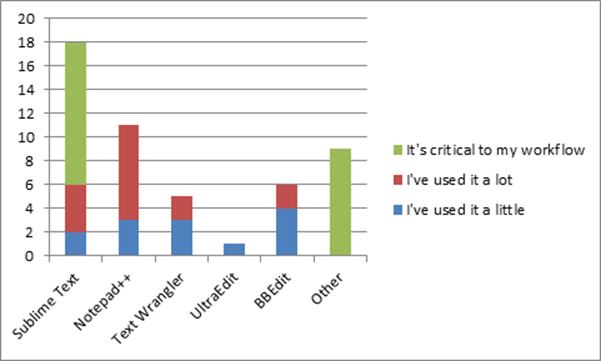 20
18
16
14
12
10
8
6
4
2
0
Sublime Text
Notepad++
Text Wrangler
UltraEdit
BBEdit
Other
It's critical to my workflow
I've used it a lot
I've used it a little